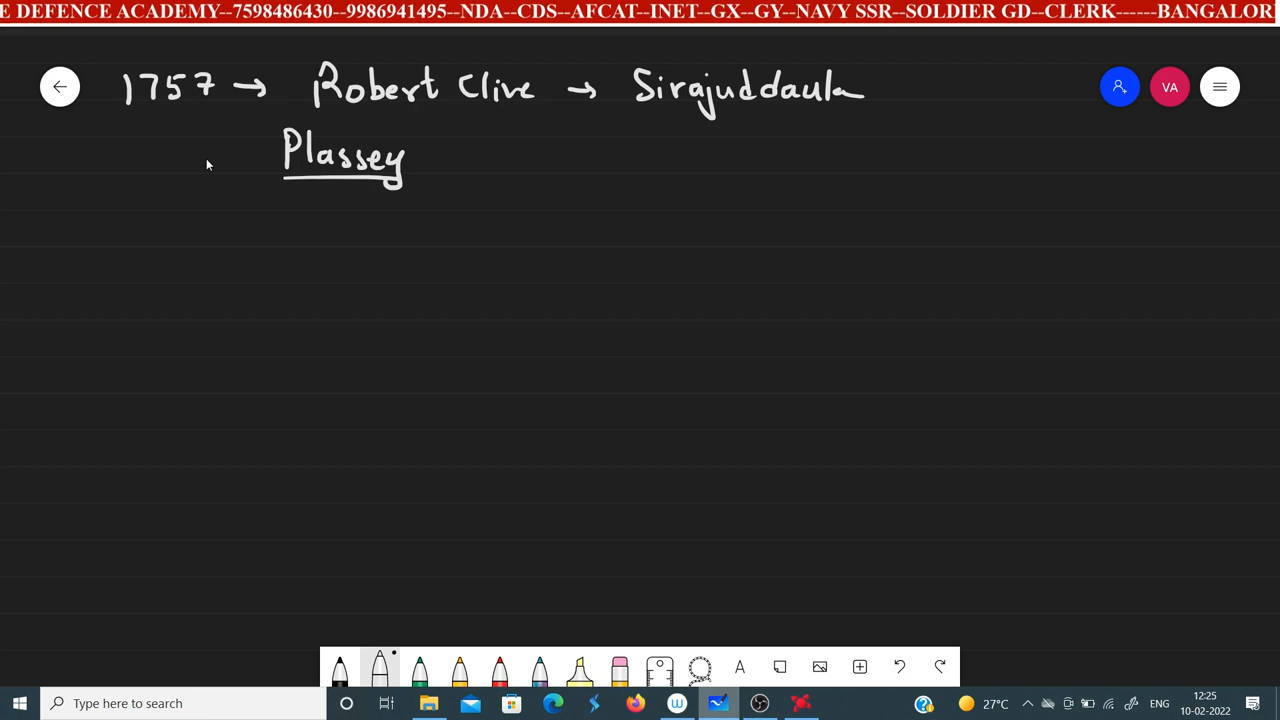 E DEFENCE ACADEMY--7598486430--9986941495--NDA--CDS--AFCAT--INET--GX--GY--NAVY SSR--SOLDIER GD--CLERK------BANGALOR
1757 → Robert Clive → Sirajuddaula
VA
Plassey
A
Type here to search
27°C
ENG
12:25
10-02-2022